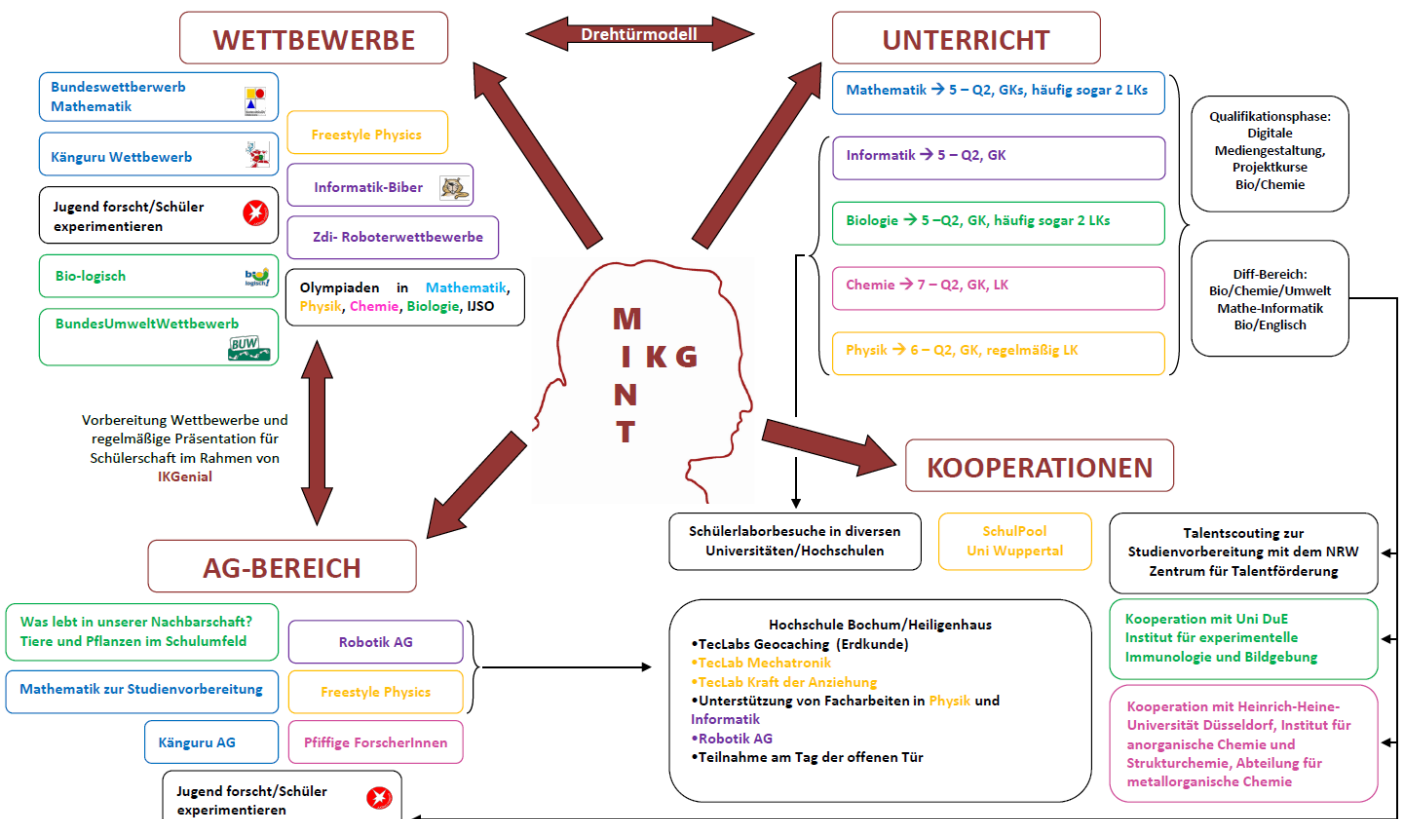 WETTBEWERBE
Drehtürmodell
UNTERRICHT
Bundeswettberwerb
Mathematik
Känguru Wettbewerb
Jugend forscht/Schüler
experimentieren
Bio-logisch
bio
logisch!
BundesUmweltWettbewerb
BUW
Freestyle Physics
Informatik-Biber
Zdi- Roboterwettbewerbe
Olympiaden in Mathematik,
Physik, Chemie, Biologie, IJSO
Mathematik → 5 – Q2, GKs, häufig sogar 2 LKs
Informatik → 5 – Q2, GK
Biologie → 5 –Q2, GK, häufig sogar 2 LKs
Chemie → 7 – Q2, GK, LK
Physik → 6 – Q2, GK, regelmäßig LK
Qualifikationsphase:
Digitale
Mediengestaltung,
Projektkurse
Bio/Chemie
Diff-Bereich:
Bio/Chemie/Umwelt
Mathe-Informatik
Bio/Englisch
M
I KG
N
T
Vorbereitung Wettbewerbe und
regelmäßige Präsentation für
Schülerschaft im Rahmen von
IKGenial
KOOPERATIONEN
Schülerlaborbesuche in diversen
Universitäten/Hochschulen
SchulPool
Uni Wuppertal
Talentscouting zur
Studienvorbereitung mit dem NRW
Zentrum für Talentförderung
Kooperation mit Uni DuE
Institut für experimentelle
Immunologie und Bildgebung
Kooperation mit Heinrich-Heine-
Universität Düsseldorf, Institut für
anorganische Chemie und
Strukturchemie, Abteilung für
metallorganische Chemie
Hochschule Bochum/Heiligenhaus
•TecLabs Geocaching (Erdkunde)
•TecLab Mechatronik
•TecLab Kraft der Anziehung
•Unterstützung von Facharbeiten in Physik und
Informatik
•Robotik AG
•Teilnahme am Tag der offenen Tür
AG-BEREICH
Was lebt in unserer Nachbarschaft?
Tiere und Pflanzen im Schulumfeld
Robotik AG
Mathematik zur Studienvorbereitung
Freestyle Physics
Känguru AG
Pfiffige ForscherInnen
Jugend forscht/Schüler
experimentieren